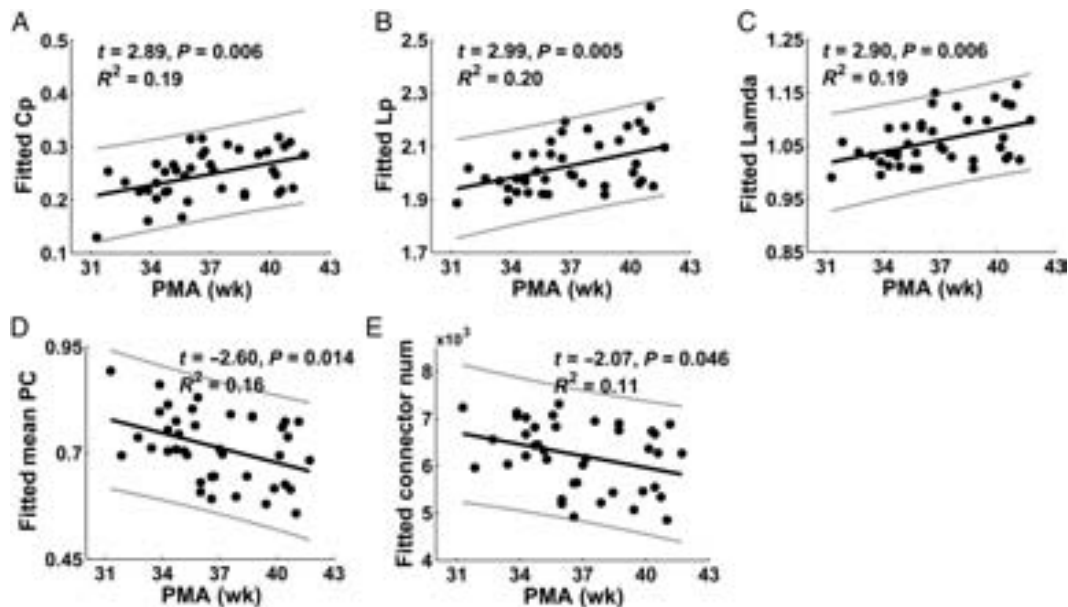 A
t = 2.89, P = 0.006
R² = 0.19
Fitted Cp
0.5
0.4
0.3
0.2
0.1
31 34 37 40 43
PMA (wk)
B
t = 2.99, P = 0.005
R² = 0.20
Fitted Lp
2.5
2.3
2.1
1.9
1.7
31 34 37 40 43
PMA (wk)
C
t = 2.90, P = 0.006
R² = 0.19
Fitted Lamda
1.25
1.15
1.05
0.95
0.85
31 34 37 40 43
PMA (wk)
D
t = −2.60, P = 0.014
R² = 0.16
Fitted mean PC
0.95
0.7
0.45
31 34 37 40 43
PMA (wk)
E
x10³
t = −2.07, P = 0.046
R² = 0.11
Fitted connector num
8
7
6
5
4
31 34 37 40 43
PMA (wk)